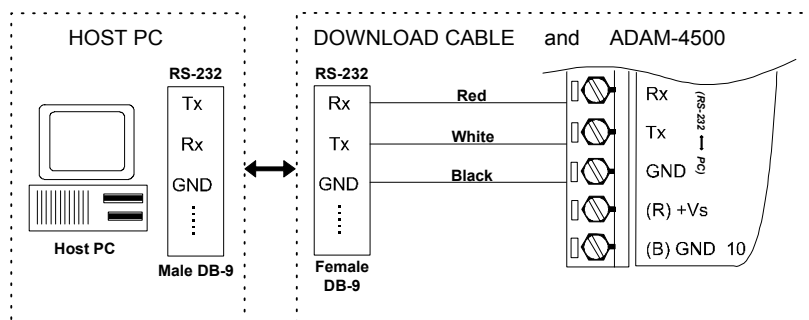 HOST PC
RS-232
Tx
Rx
GND
Host PC
Male DB-9
DOWNLOAD CABLE and ADAM-4500
RS-232
Rx
Tx
GND
Female
DB-9
Red
White
Black
Rx
Tx
GND
(RS-232 ⟷ PC)
(R) +Vs
(B) GND 10